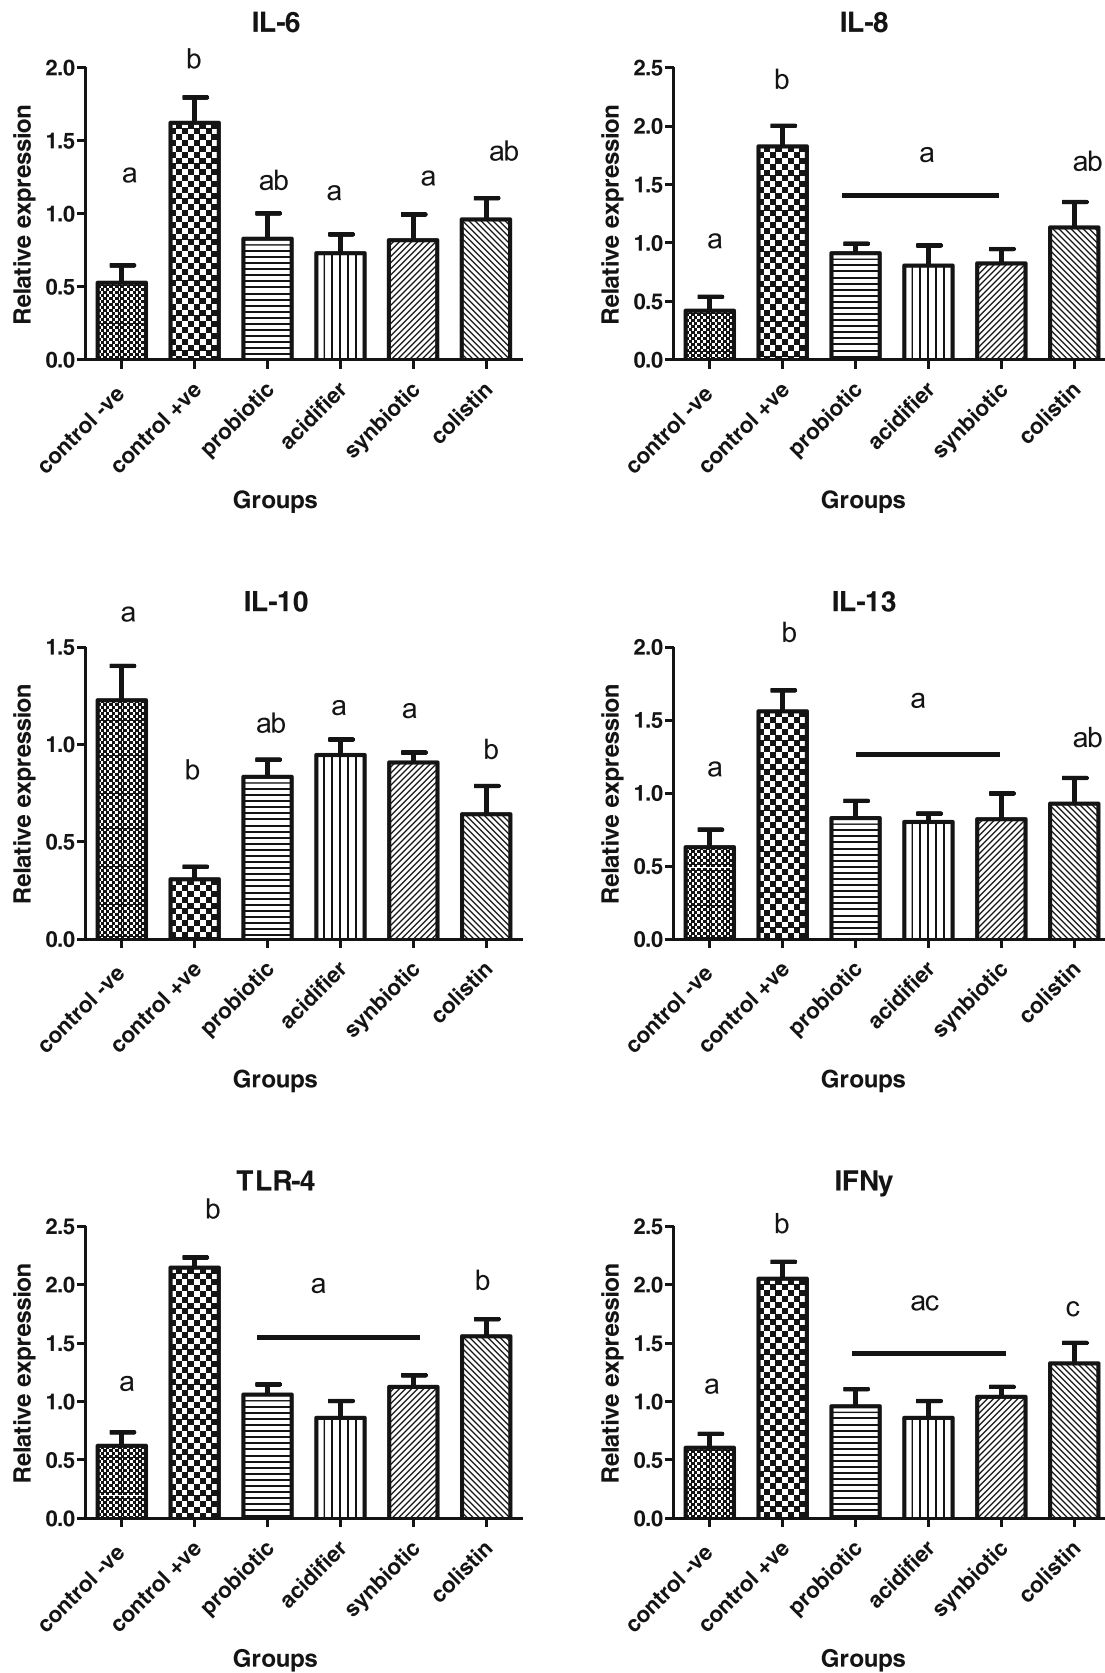 IL-6
b
a
ab
a
a
ab
2.0
1.5
1.0
0.5
0.0
Relative expression
control -ve
control +ve
probiotic
acidifier
synbiotic
colistin
Groups
IL-8
b
a
a
ab
2.5
2.0
1.5
1.0
0.5
0.0
Relative expression
control -ve
control +ve
probiotic
acidifier
synbiotic
colistin
Groups
IL-10
a
b
ab
a
a
b
1.5
1.0
0.5
0.0
Relative expression
control -ve
control +ve
probiotic
acidifier
synbiotic
colistin
Groups
IL-13
b
a
a
ab
2.0
1.5
1.0
0.5
0.0
Relative expression
control -ve
control +ve
probiotic
acidifier
synbiotic
colistin
Groups
TLR-4
b
a
a
b
2.5
2.0
1.5
1.0
0.5
0.0
Relative expression
control -ve
control +ve
probiotic
acidifier
synbiotic
colistin
Groups
IFNy
b
a
ac
c
2.5
2.0
1.5
1.0
0.5
0.0
Relative expression
control -ve
control +ve
probiotic
acidifier
synbiotic
colistin
Groups